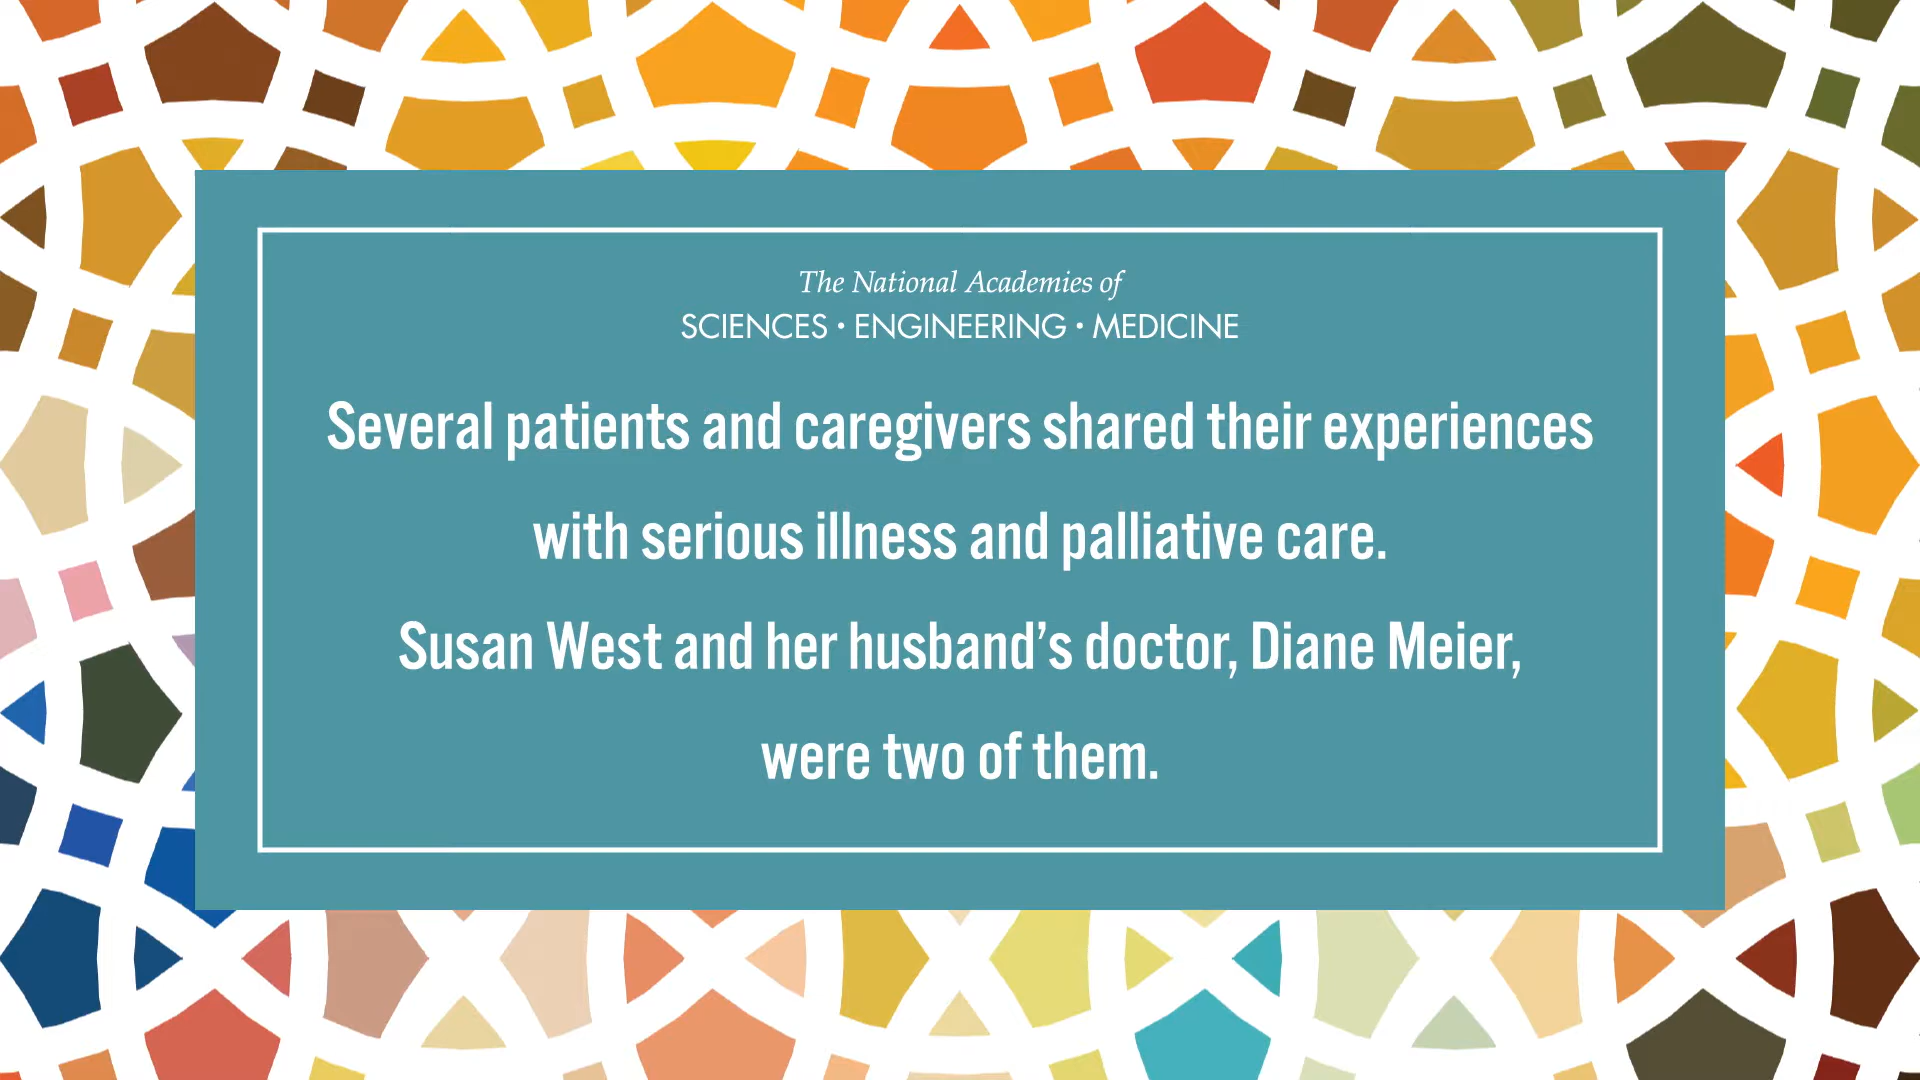 The National Academies of
SCIENCES • ENGINEERING • MEDICINE
Several patients and caregivers shared their experiences
with serious illness and palliative care.
Susan West and her husband’s doctor, Diane Meier,
were two of them.